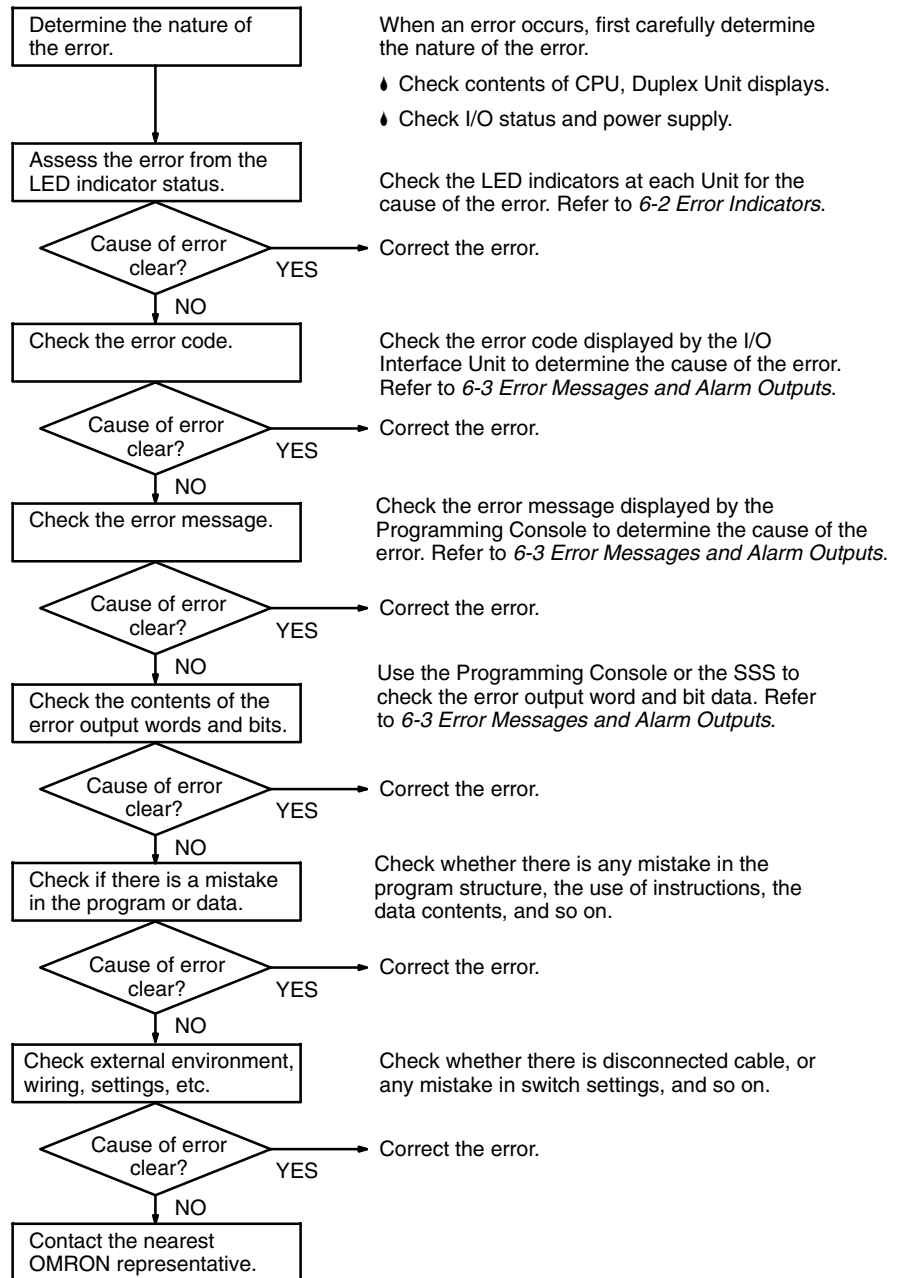 Determine the nature of
the error.
When an error occurs, first carefully determine
the nature of the error.
Check contents of CPU, Duplex Unit displays.
Check I/O status and power supply.
Assess the error from the
LED indicator status.
Check the LED indicators at each Unit for the
cause of the error. Refer to 6-2 Error Indicators.
Cause of error
clear?
YES
Correct the error.
NO
Check the error code.
Check the error code displayed by the I/O
Interface Unit to determine the cause of the error.
Refer to 6-3 Error Messages and Alarm Outputs.
Cause of error
clear?
YES
Correct the error.
NO
Check the error message.
Check the error message displayed by the
Programming Console to determine the cause of the
error. Refer to 6-3 Error Messages and Alarm Outputs.
Cause of error
clear?
YES
Correct the error.
NO
Check the contents of the
error output words and bits.
Use the Programming Console or the SSS to
check the error output word and bit data. Refer
to 6-3 Error Messages and Alarm Outputs.
Cause of error
clear?
YES
Correct the error.
NO
Check if there is a mistake
in the program or data.
Check whether there is any mistake in the
program structure, the use of instructions, the
data contents, and so on.
Cause of error
clear?
YES
Correct the error.
NO
Check external environment,
wiring, settings, etc.
Check whether there is disconnected cable, or
any mistake in switch settings, and so on.
Cause of error
clear?
YES
Correct the error.
NO
Contact the nearest
OMRON representative.